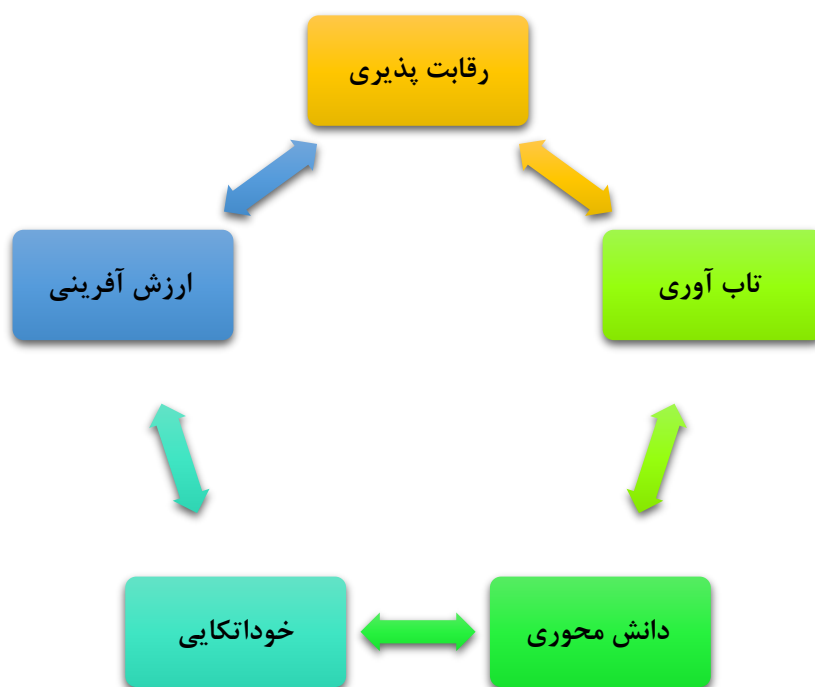 رقابت پذیری
تاب آوری
ارزش آفرینی
دانش محوری
خوداتکایی